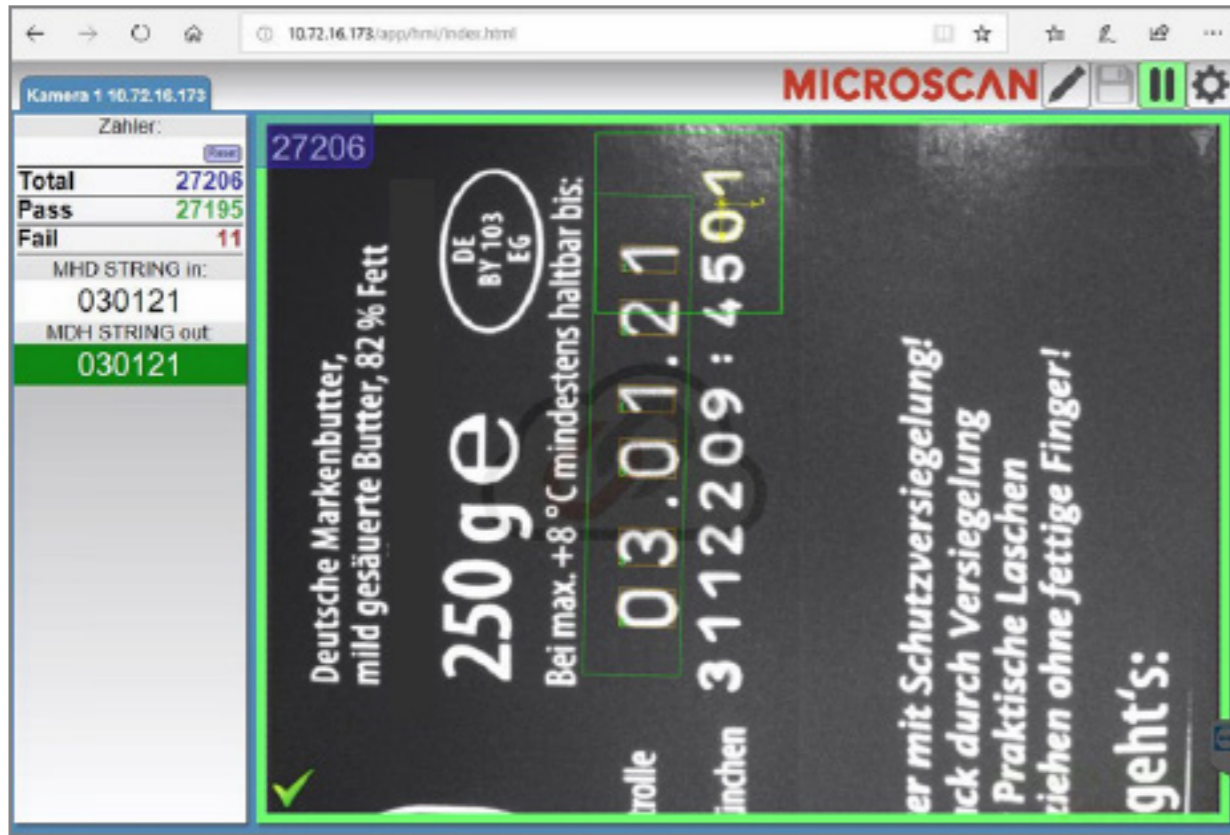 10.72.16.173/app/hmi/index.html
MICROSCAN
Kamera 1 10.72.16.173
Zahler:
Reset
Total 27206
Pass 27195
Fail 11
MHD STRING in:
030121
MDH STRING out:
030121
27206
Deutsche Markenbutter,
mild gesäuerte Butter, 82 % Fett
250 g e
DE
BY 103
EG
Bei max. +8 °C mindestens haltbar bis:
03.01.21
3112209:4501
trolle
inchen
er mit Schutzversiegelung!
ck durch Versiegelung
Praktische Laschen
ziehen ohne fettige Finger!
geht's: